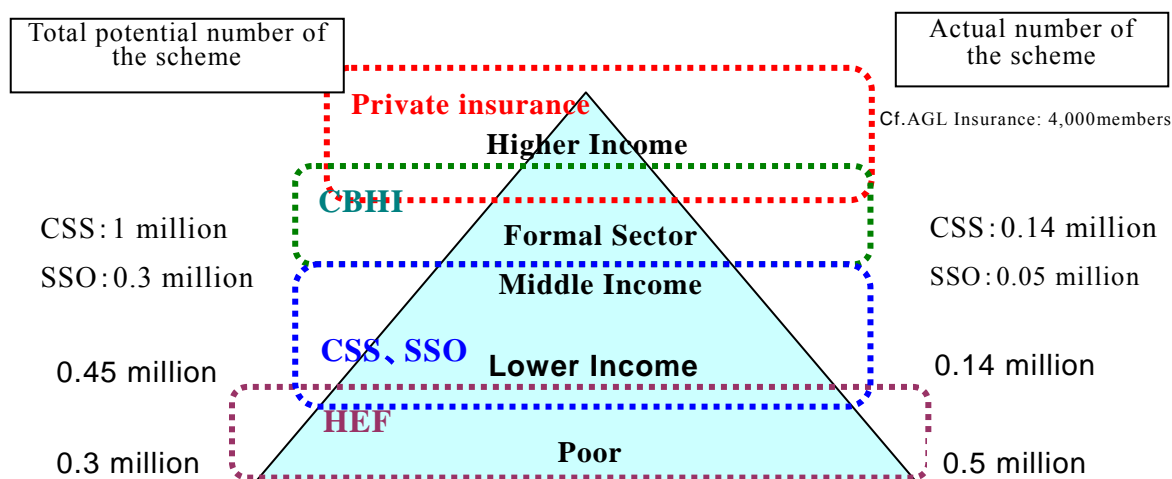 Total potential number of
the scheme
Actual number of
the scheme
Private insurance
Cf.AGL Insurance: 4,000members
Higher Income
CBHI
CSS:1 million
Formal Sector
CSS:0.14 million
SSO:0.3 million
Middle Income
SSO:0.05 million
CSS、SSO
Lower Income
0.45 million
0.14 million
HEF
Poor
0.3 million
0.5 million